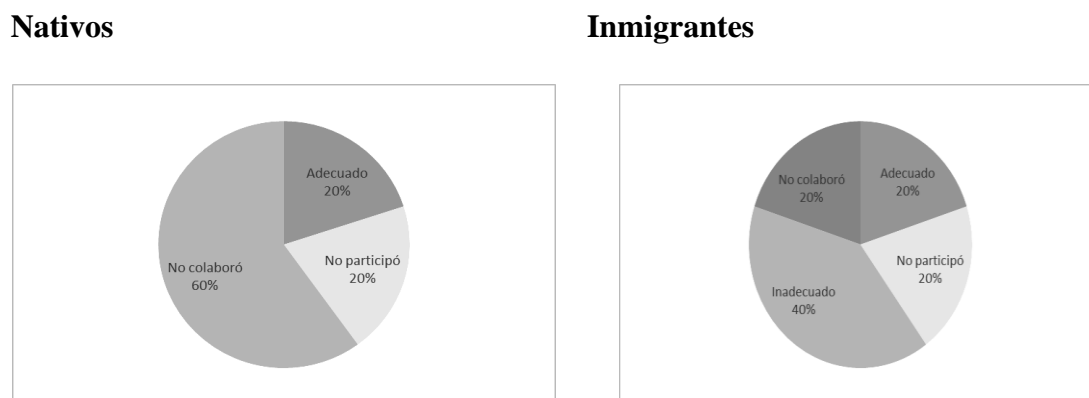 Nativos
Inmigrantes
Adecuado
20%
No participó
20%
No colaboró
60%
Adecuado
20%
No participó
20%
Inadecuado
40%
No colaboró
20%